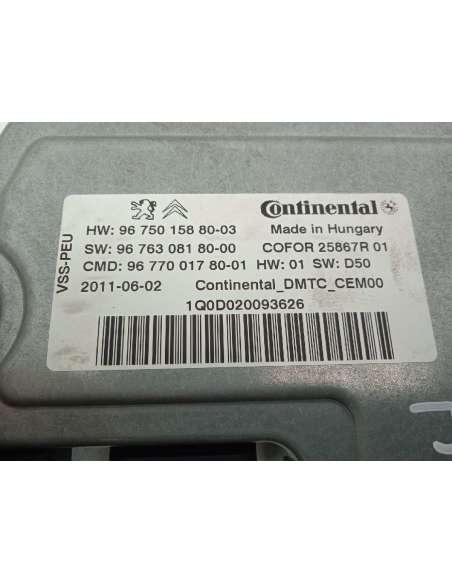 Continental
HW: 96 750 158 80-03 Made in Hungary
SW: 96 763 081 80-00 COFOR 25867R 01
CMD: 96 770 017 80-01 HW: 01 SW: D50
2011-06-02 Continental_DMTC_CEM00
1Q0D020093626
VSS-PEU